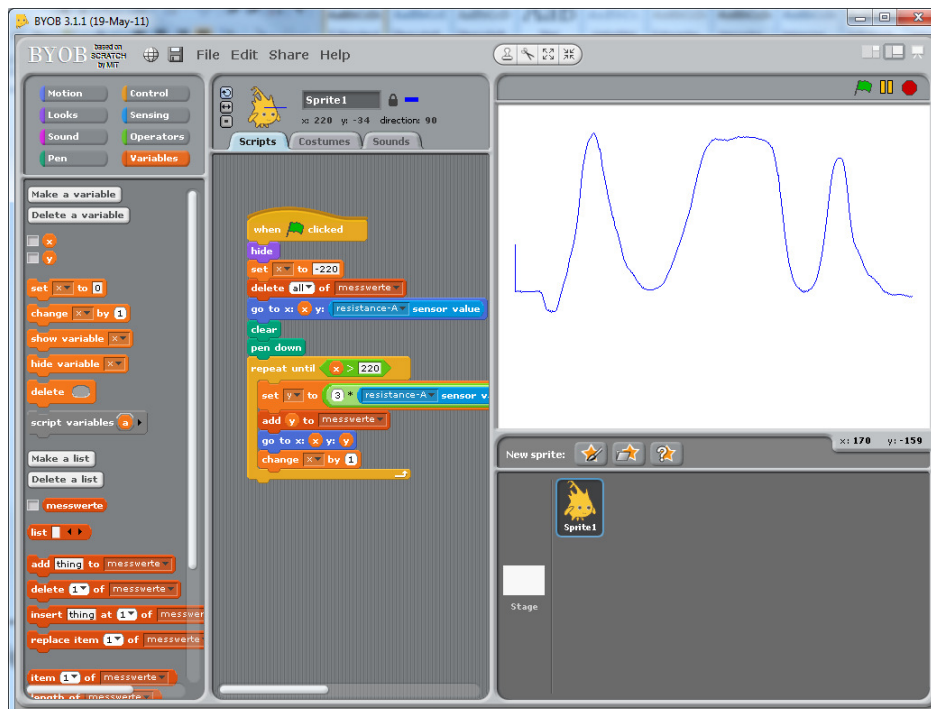 BYOB 3.1.1 (19-May-11)
BYOB based on SCRATCH by MIT File Edit Share Help
Motion Control
Looks Sensing
Sound Operators
Pen Variables
Make a variable
Delete a variable
x
y
set x to 0
change x by 1
show variable x
hide variable x
delete
script variables a
Make a list
Delete a list
messwerte
list
add thing to messwerte
delete 1 of messwerte
insert thing at 1 of messwer
replace item 1 of messwerte
item 1 of messwerte
length of messwerte
Sprite1
x: 220 y: -34 direction: 90
Scripts Costumes Sounds
when clicked
hide
set x to -220
delete all of messwerte
go to x: x y: resistance-A sensor value
clear
pen down
repeat until x > 220
set y to 3 * resistance-A sensor v
add y to messwerte
go to x: x y: y
change x by 1
x: 170 y: -159
New sprite:
Sprite1
Stage